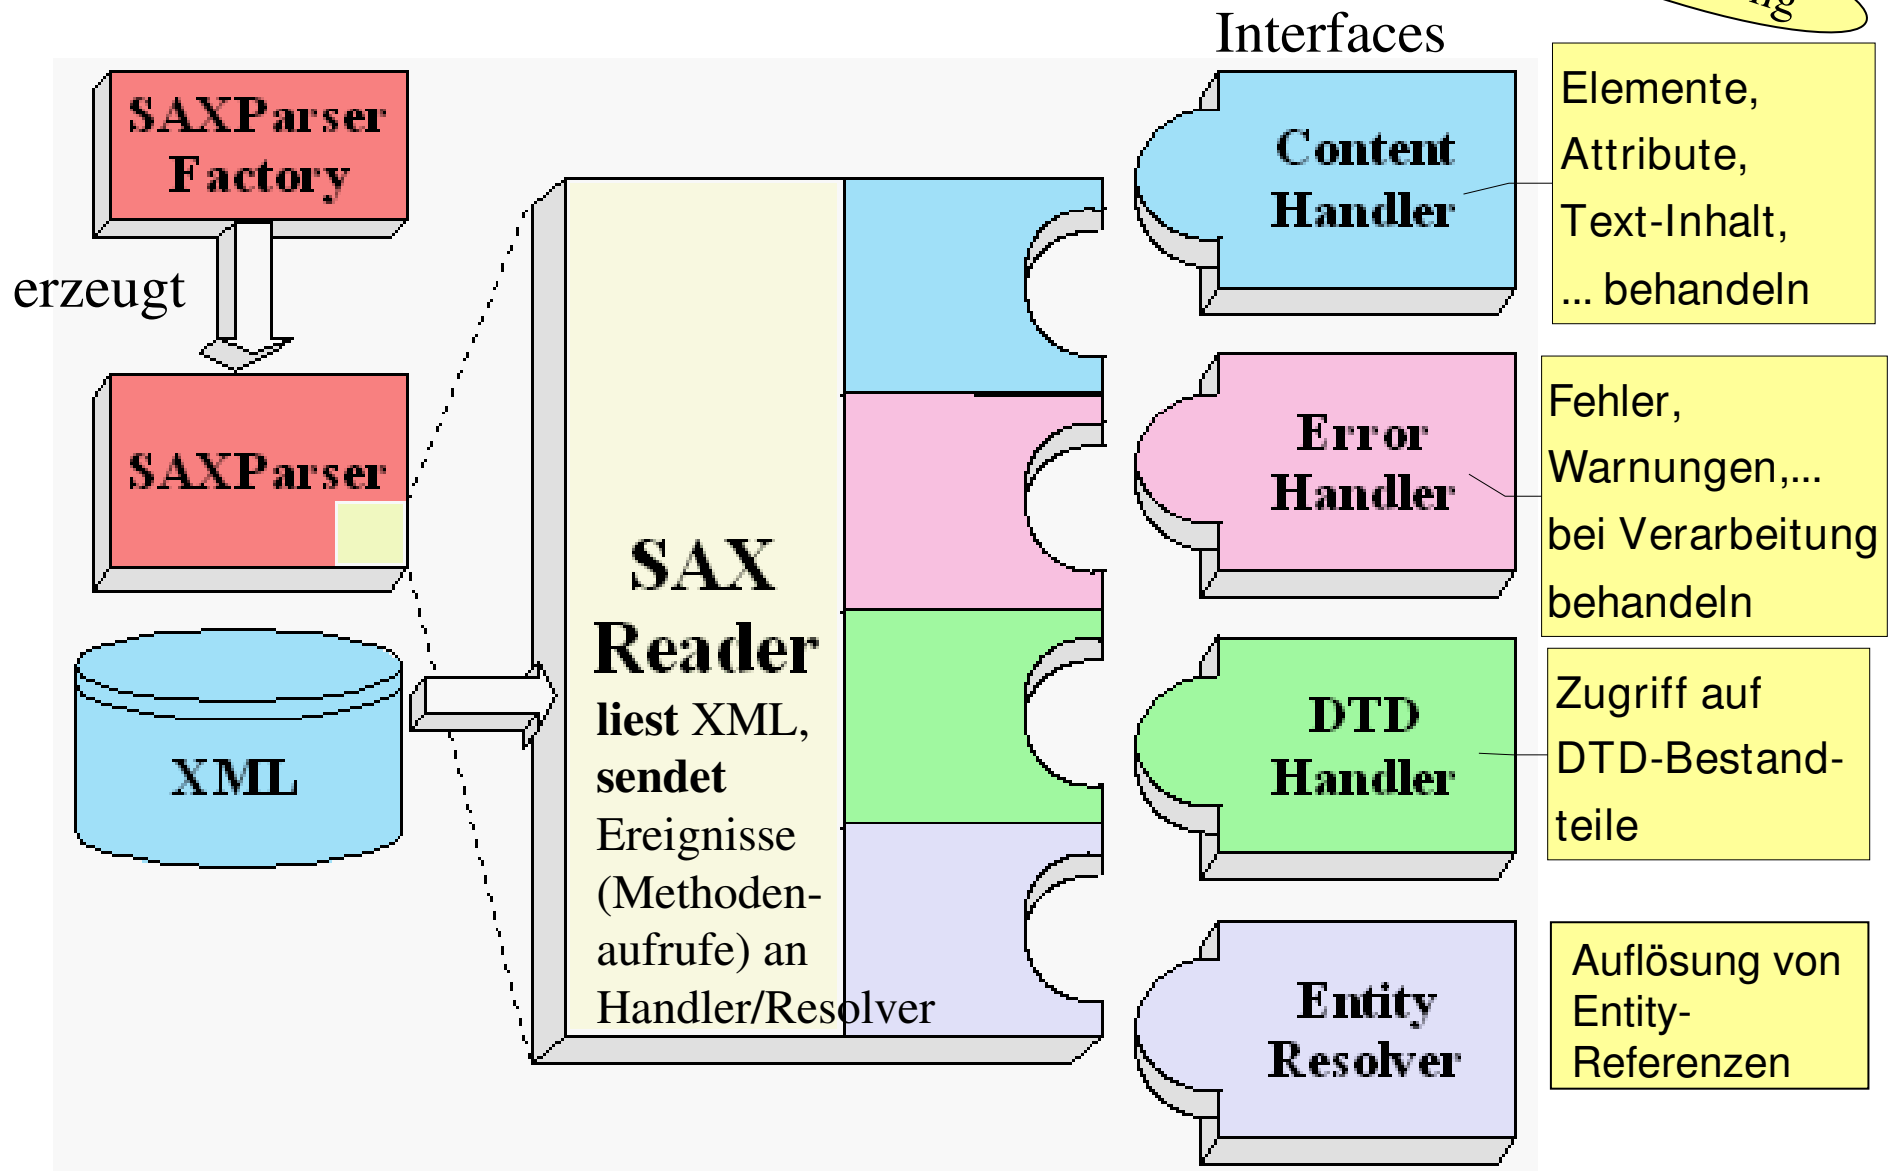 Interfaces
SAXParser
Factory
erzeugt
SAXParser
XML
SAX
Reader
liest XML,
sendet
Ereignisse
(Methoden-
aufrufe) an
Handler/Resolver
Content
Handler
Elemente,
Attribute,
Text-Inhalt,
... behandeln
Error
Handler
Fehler,
Warnungen,...
bei Verarbeitung
behandeln
DTD
Handler
Zugriff auf
DTD-Bestand-
teile
Entity
Resolver
Auflösung von
Entity-
Referenzen